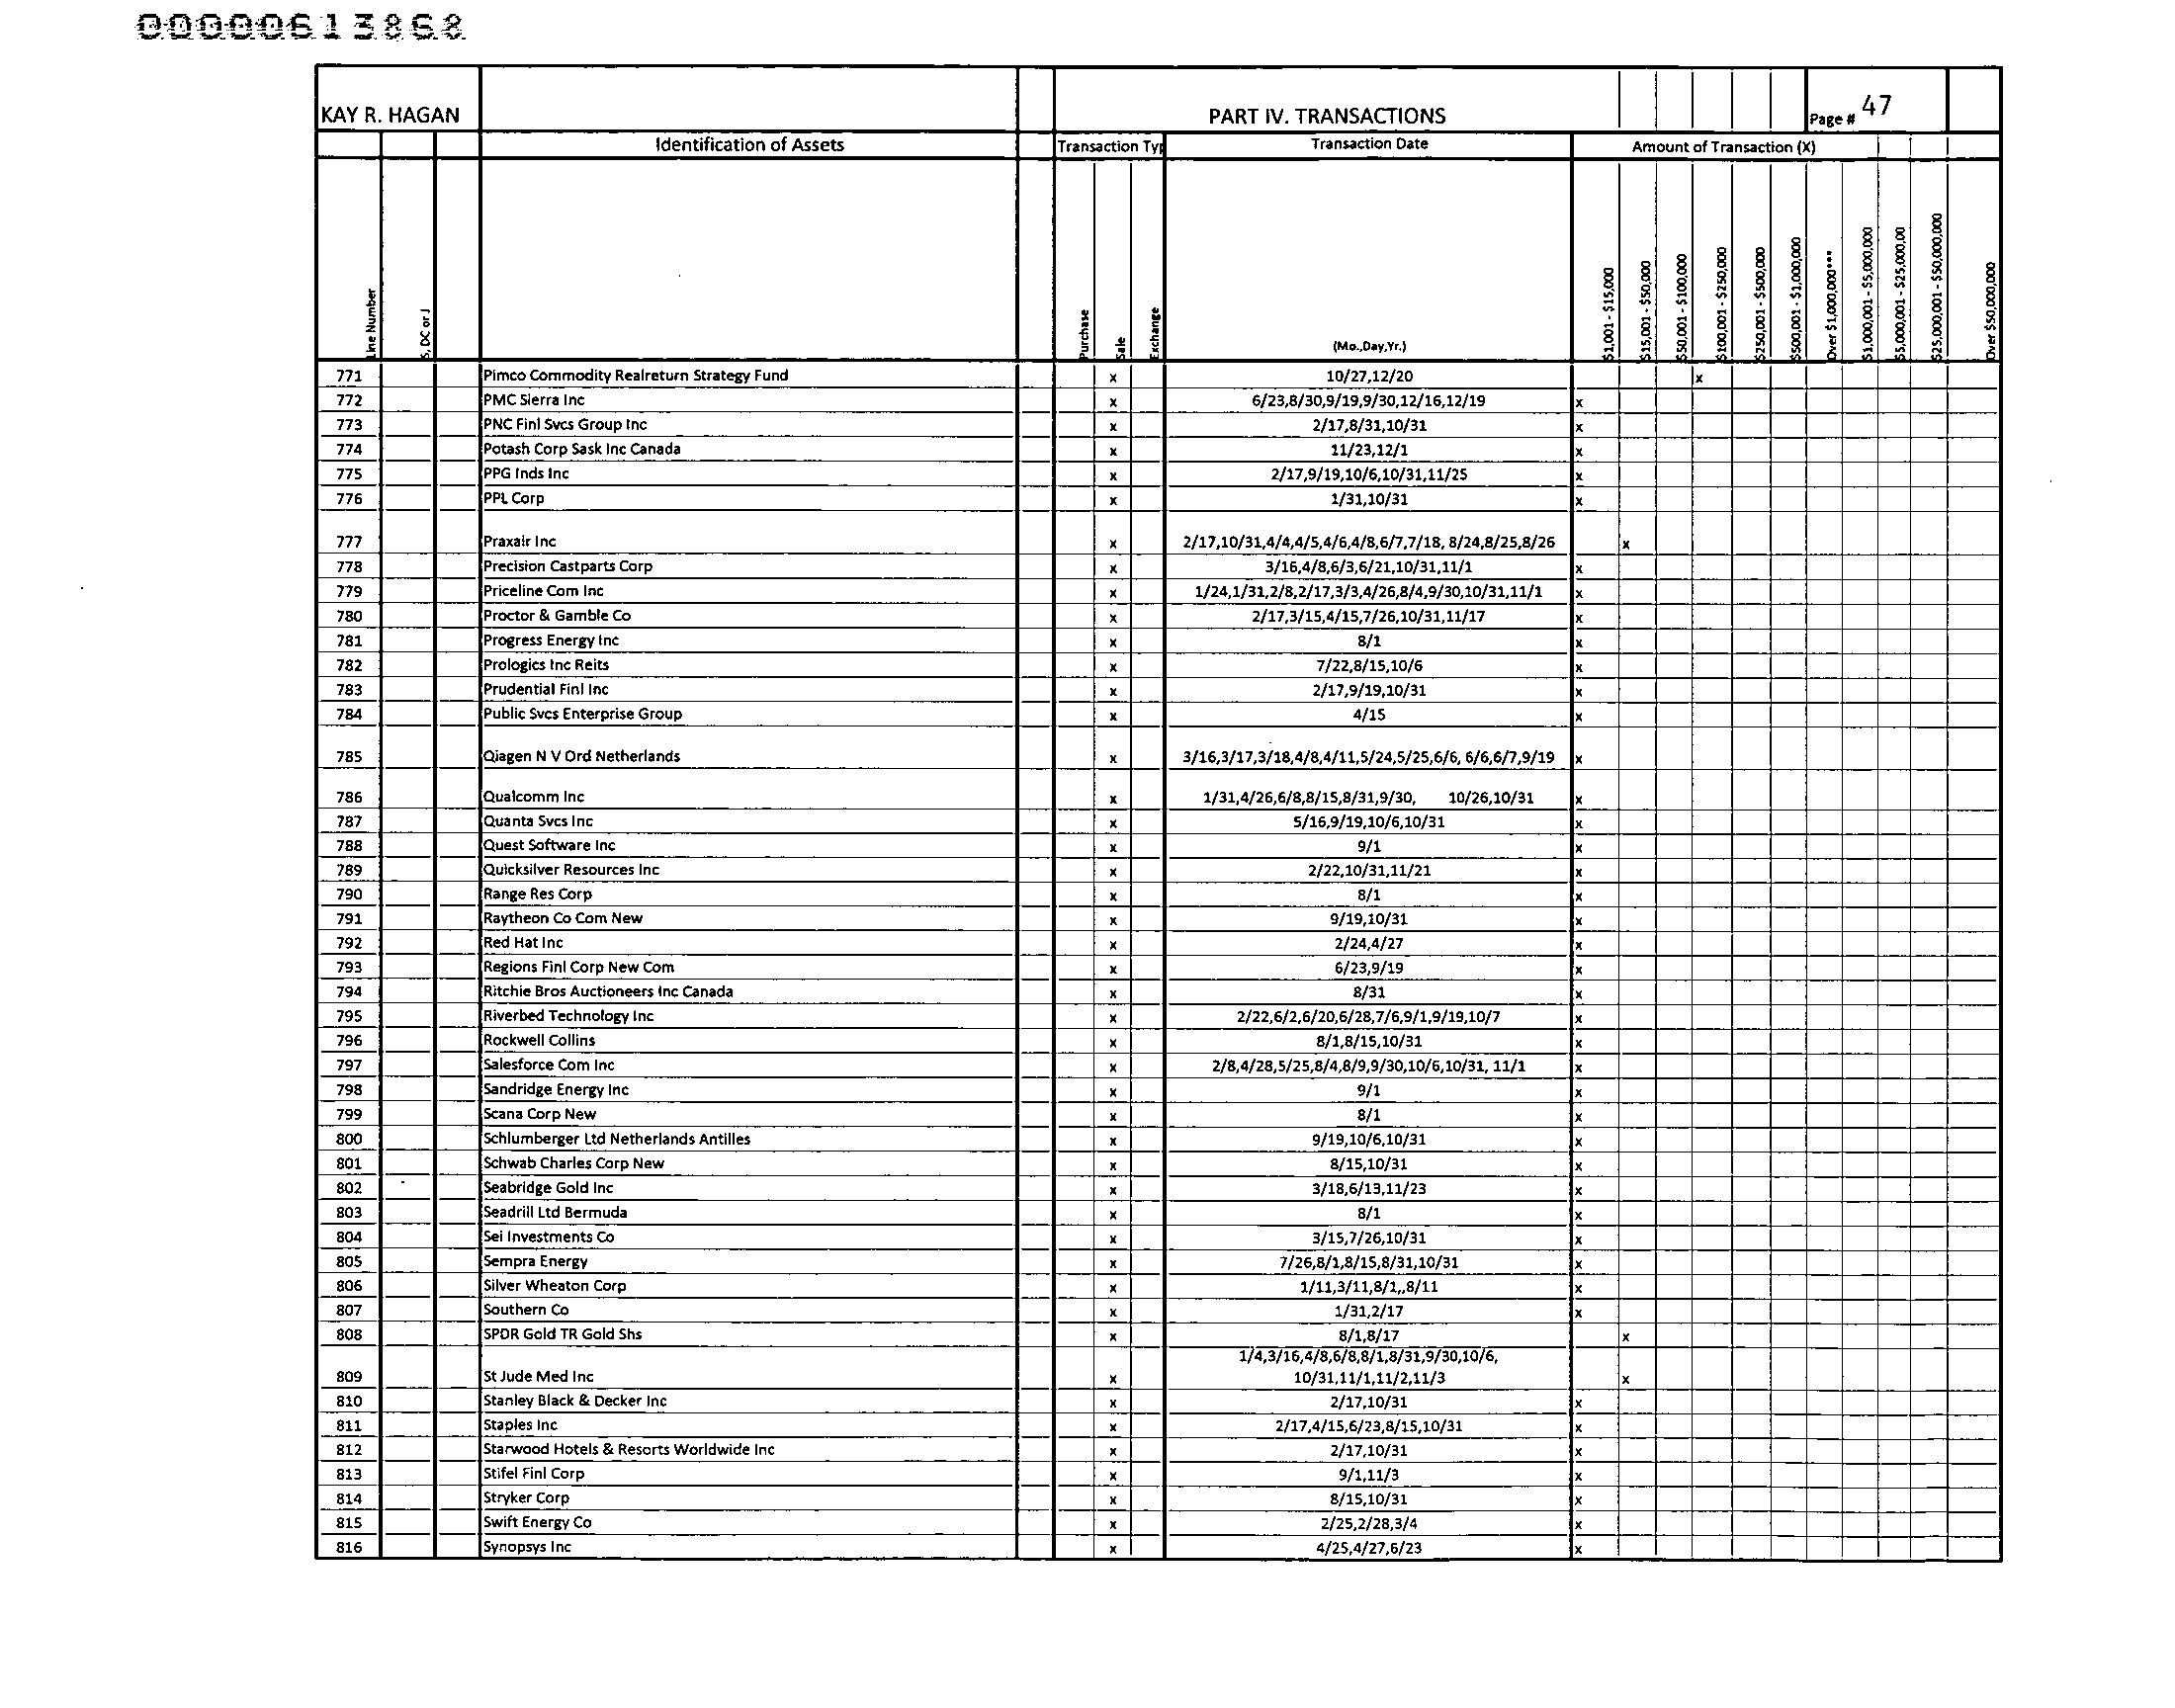 00000613868
KAY R. HAGAN PART IV. TRANSACTIONS Page # 47
Identification of Assets Transaction Typ Transaction Date Amount of Transaction (X)
Line Number S, DC or J Purchase Sale Exchange (Mo.,Day,Yr.) $1,001 - $15,000 $15,001 - $50,000 $50,001 - $100,000 $100,001 - $250,000 $250,001 - $500,000 $500,001 - $1,000,000 Over $1,000,000*** $1,000,001 - $5,000,000 $5,000,001 - $25,000,00 $25,000,001 - $50,000,000 Over $50,000,000
771 Pimco Commodity Realreturn Strategy Fund x 10/27,12/20 x
772 PMC Sierra Inc x 6/23,8/30,9/19,9/30,12/16,12/19 x
773 PNC Finl Svcs Group Inc x 2/17,8/31,10/31 x
774 Potash Corp Sask Inc Canada x 11/23,12/1 x
775 PPG Inds Inc x 2/17,9/19,10/6,10/31,11/25 x
776 PPL Corp x 1/31,10/31 x
777 Praxair Inc x 2/17,10/31,4/4,4/5,4/6,4/8,6/7,7/18, 8/24,8/25,8/26 x
778 Precision Castparts Corp x 3/16,4/8,6/3,6/21,10/31,11/1 x
779 Priceline Com Inc x 1/24,1/31,2/8,2/17,3/3,4/26,8/4,9/30,10/31,11/1 x
780 Proctor & Gamble Co x 2/17,3/15,4/15,7/26,10/31,11/17 x
781 Progress Energy Inc x 8/1 x
782 Prologics Inc Reits x 7/22,8/15,10/6 x
783 Prudential Finl Inc x 2/17,9/19,10/31 x
784 Public Svcs Enterprise Group x 4/15 x
785 Qiagen N V Ord Netherlands x 3/16,3/17,3/18,4/8,4/11,5/24,5/25,6/6, 6/6,6/7,9/19 x
786 Qualcomm Inc x 1/31,4/26,6/8,8/15,8/31,9/30, 10/26,10/31 x
787 Quanta Svcs Inc x 5/16,9/19,10/6,10/31 x
788 Quest Software Inc x 9/1 x
789 Quicksilver Resources Inc x 2/22,10/31,11/21 x
790 Range Res Corp x 8/1 x
791 Raytheon Co Com New x 9/19,10/31 x
792 Red Hat Inc x 2/24,4/27 x
793 Regions Finl Corp New Com x 6/23,9/19 x
794 Ritchie Bros Auctioneers Inc Canada x 8/31 x
795 Riverbed Technology Inc x 2/22,6/2,6/20,6/28,7/6,9/1,9/19,10/7 x
796 Rockwell Collins x 8/1,8/15,10/31 x
797 Salesforce Com Inc x 2/8,4/28,5/25,8/4,8/9,9/30,10/6,10/31, 11/1 x
798 Sandridge Energy Inc x 9/1 x
799 Scana Corp New x 8/1 x
800 Schlumberger Ltd Netherlands Antilles x 9/19,10/6,10/31 x
801 Schwab Charles Corp New x 8/15,10/31 x
802 Seabridge Gold Inc x 3/18,6/13,11/23 x
803 Seadrill Ltd Bermuda x 8/1 x
804 Sei Investments Co x 3/15,7/26,10/31 x
805 Sempra Energy x 7/26,8/1,8/15,8/31,10/31 x
806 Silver Wheaton Corp x 1/11,3/11,8/1,,8/11 x
807 Southern Co x 1/31,2/17 x
808 SPDR Gold TR Gold Shs x 8/1,8/17 x
1/4,3/16,4/8,6/8,8/1,8/31,9/30,10/6,
809 St Jude Med Inc x 10/31,11/1,11/2,11/3 x
810 Stanley Black & Decker Inc x 2/17,10/31 x
811 Staples Inc x 2/17,4/15,6/23,8/15,10/31 x
812 Starwood Hotels & Resorts Worldwide Inc x 2/17,10/31 x
813 Stifel Finl Corp x 9/1,11/3 x
814 Stryker Corp x 8/15,10/31 x
815 Swift Energy Co x 2/25,2/28,3/4 x
816 Synopsys Inc x 4/25,4/27,6/23 x